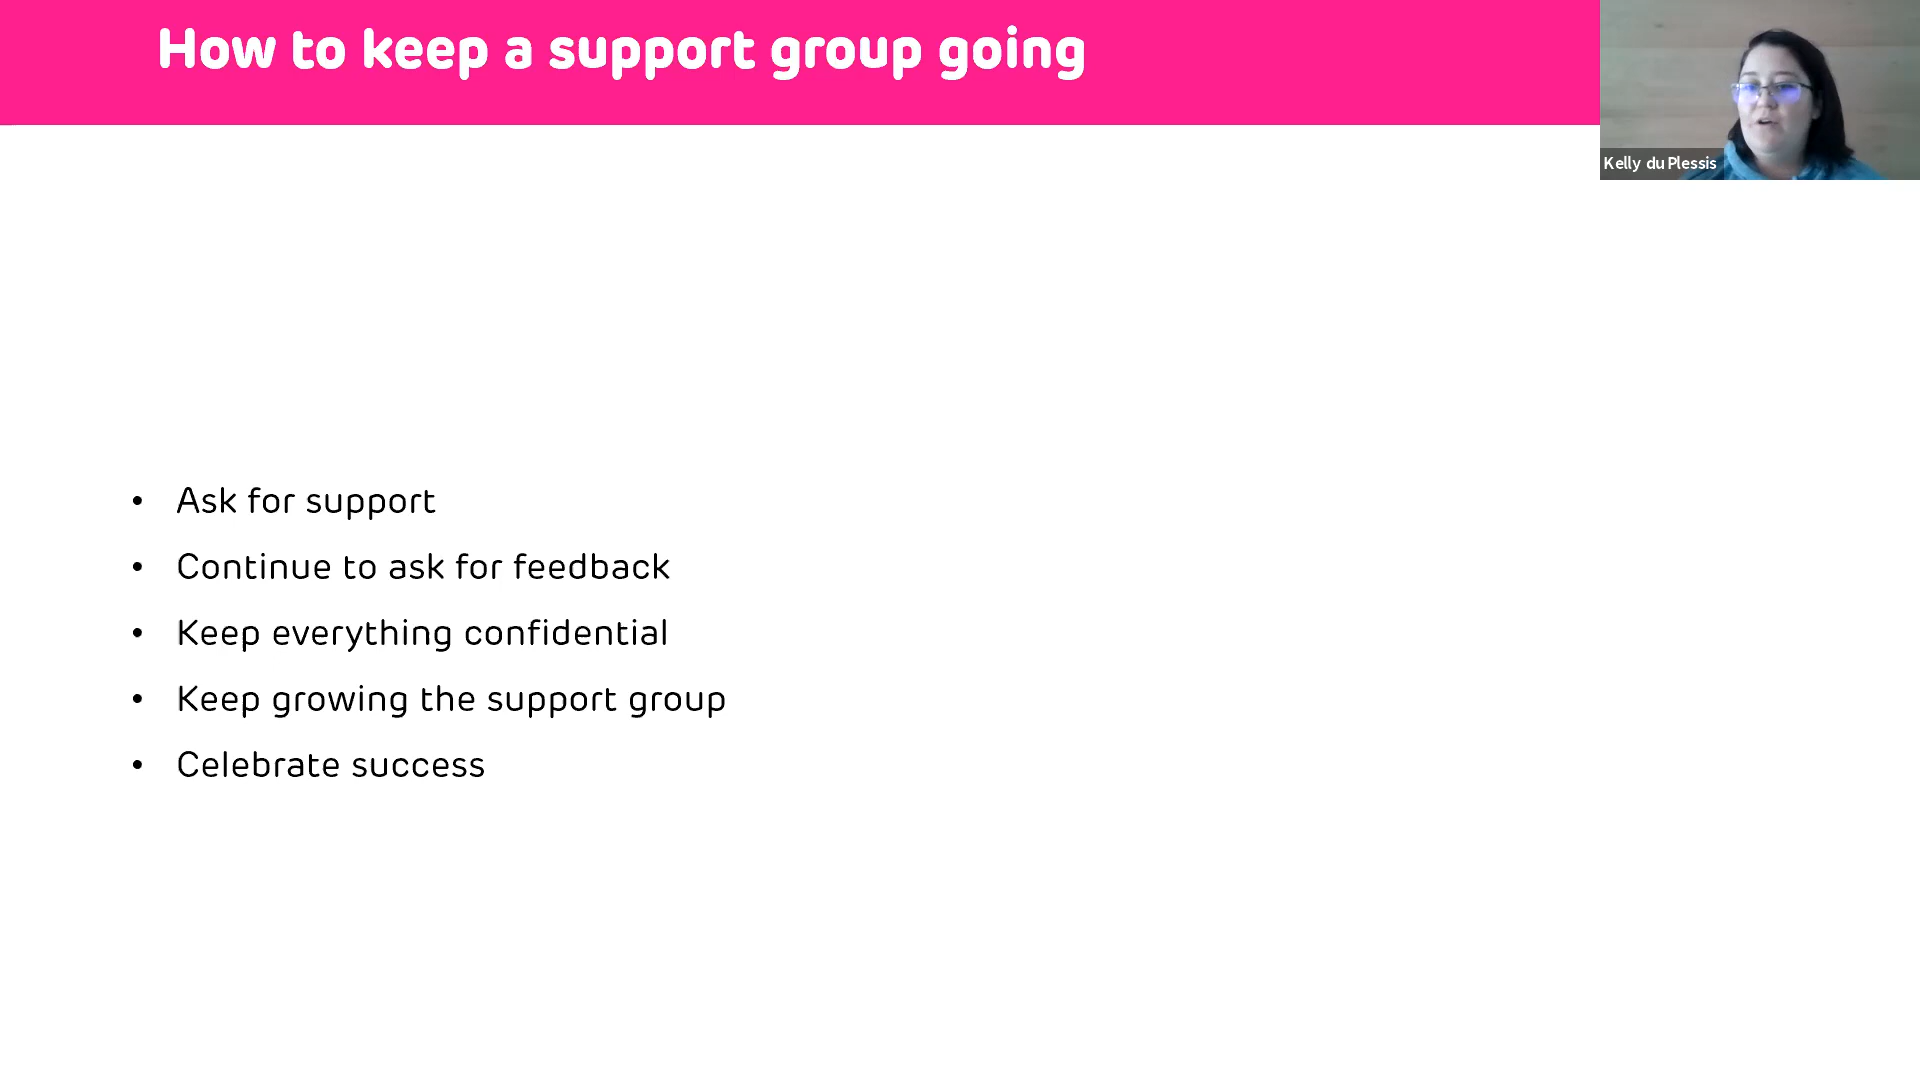 How to keep a support group going
Kelly du Plessis
• Ask for support
• Continue to ask for feedback
• Keep everything confidential
• Keep growing the support group
• Celebrate success